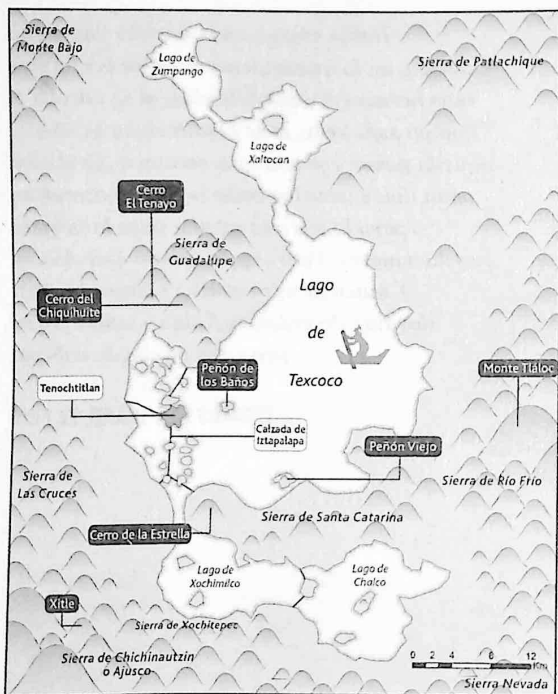 Sierra de
Monte Bajo
Lago de
Zumpango
Sierra de Patlachique
Lago de
Xaltocan
Cerro
El Tenayo
Sierra de
Guadalupe
Cerro del
Chiquihuite
Lago
de
Texcoco
Tenochtitlan
Peñón de
los Baños
Monte Tláloc
Calzada de
Iztapalapa
Peñón Viejo
Sierra de
Las Cruces
Sierra de Río Frío
Cerro de la Estrella
Sierra de Santa Catarina
Lago de
Xochimilco
Lago de
Chalco
Xitle
Sierra de Xochitepec
Sierra de Chichinautzin
o Ajusco
0 2 4 8 12
Km
Sierra Nevada